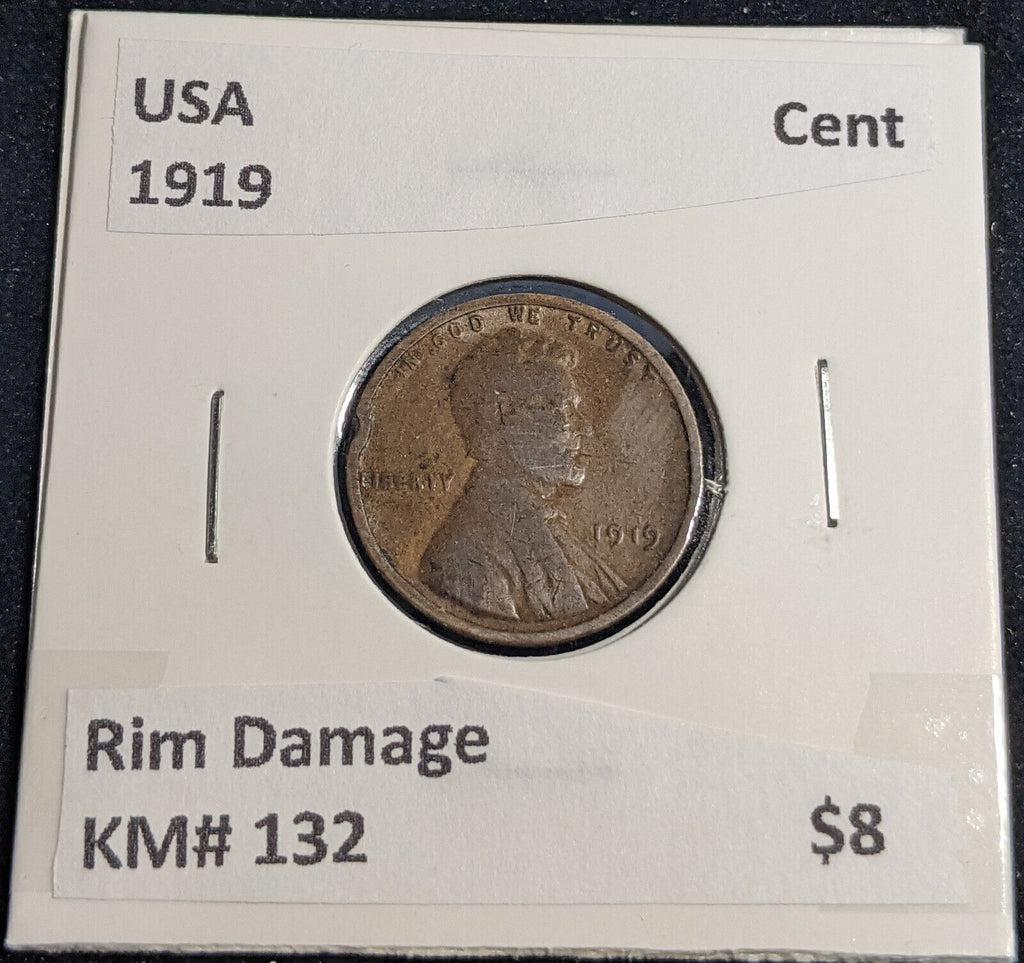 USA
Cent
1919
IN GOD WE TRUST
LIBERTY
1919
Rim Damage
KM# 132
$8